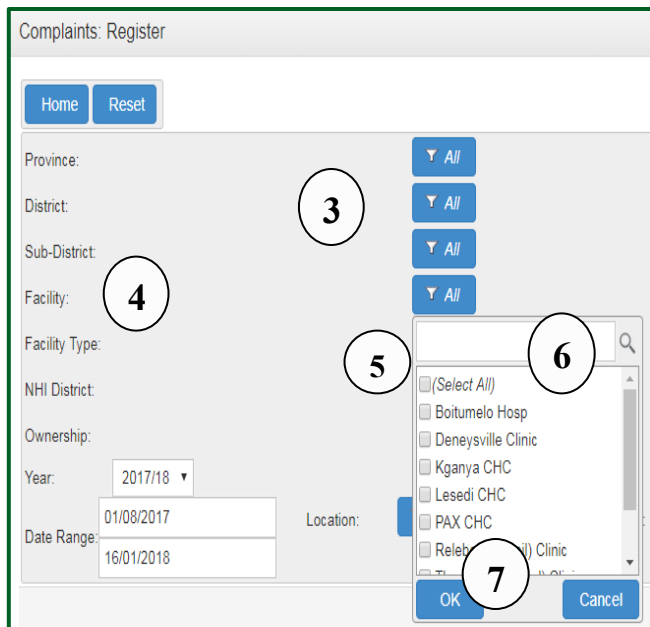 Complaints: Register
Home Reset
Province: All
District: All
3
Sub-District: All
4
Facility: All
Facility Type:
5
6
(Select All)
NHI District:
Boitumelo Hosp
Deneysville Clinic
Ownership:
Kganya CHC
Year: 2017/18
Lesedi CHC
01/08/2017
Location:
PAX CHC
Date Range:
16/01/2018
Clinic
7
OK Cancel